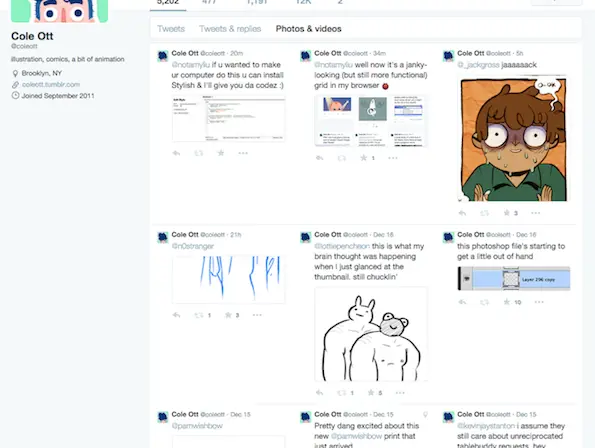 5,202 477 1,191 12K 2
Cole Ott
@coleott
illustration, comics, a bit of animation
Brooklyn, NY
coleott.tumblr.com
Joined September 2011
Tweets Tweets & replies Photos & videos
Cole Ott @coleott · 20m
@notamyliu if u wanted to make
ur computer do this u can install
Stylish & I'll give you da codez :)
Cole Ott @coleott · 34m
@notamyliu well now it's a janky-
looking (but still more functional)
grid in my browser
1
Cole Ott @coleott · 5h
@_jackgross jaaaaaack
3
Cole Ott @coleott · 21h
@n0stranger
1 3
Cole Ott @coleott · Dec 16
@lottiepencheon this is what my
brain thought was happening
when I just glanced at the
thumbnail. still chucklin'
1 5
Cole Ott @coleott · Dec 16
this photoshop file's starting to
get a little out of hand
Layer 296 copy
10
Cole Ott @coleott · Dec 15
@pamwishbow
Cole Ott @coleott · Dec 15
Pretty dang excited about this
new @pamwishbow print that
just arrived
Cole Ott @coleott · Dec 15
@kevinjaystanton i assume they
still care about unreciprocated
tablebuddy requests, hey